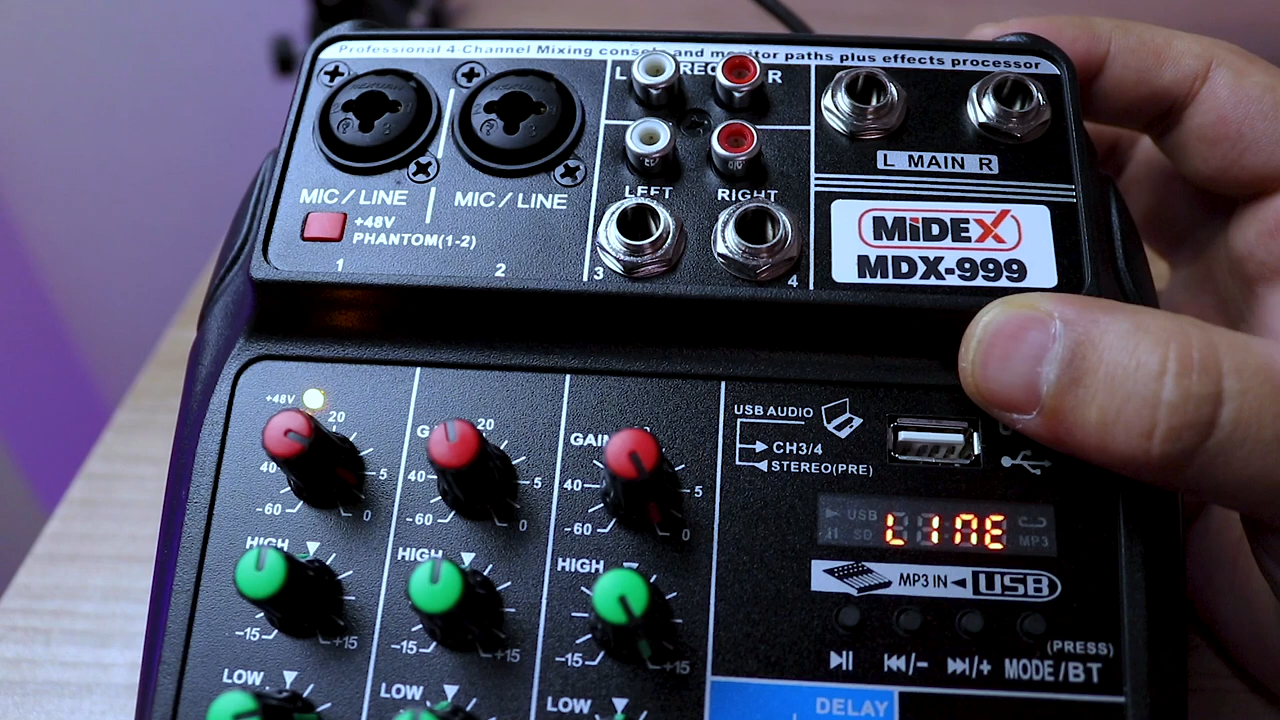 Professional 4-Channel Mixing console and monitor paths plus effects processor
L REC R
L MAIN R
MIC / LINE
MIC / LINE
LEFT RIGHT
+48V
PHANTOM(1-2)
1
2
3
4
MiDEX
MDX-999
+48V
20
40
5
-60
0
20
40
5
-60
0
GAIN
40
5
-60
0
USB AUDIO
CH3/4
STEREO(PRE)
USB
SD
LINE
MP3
MP3 IN
USB
HIGH
-15
+15
HIGH
-15
+15
HIGH
-15
+15
(PRESS)
MODE/BT
LOW
LOW
LOW
DELAY